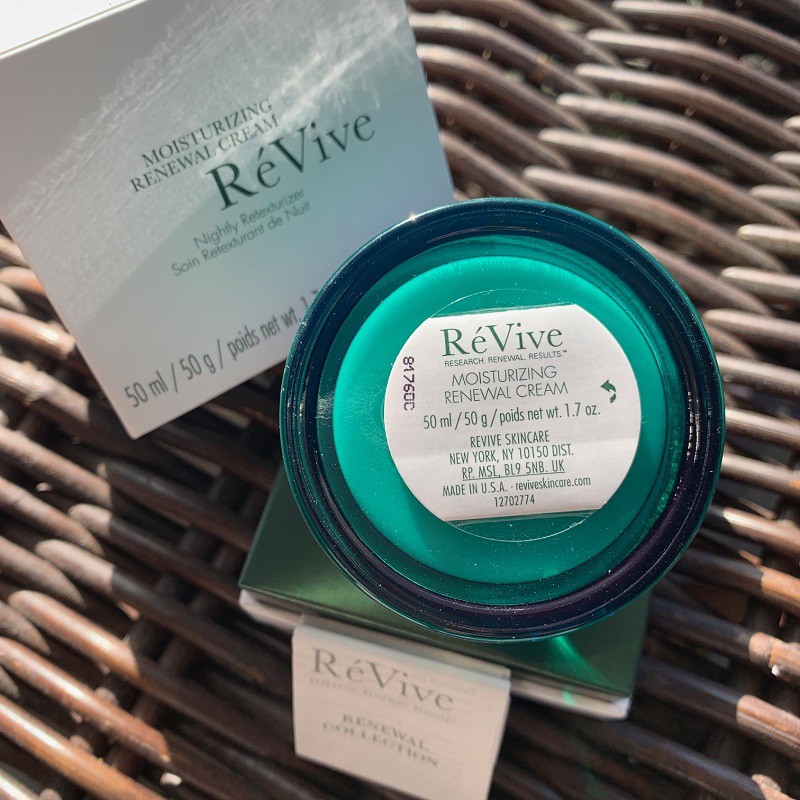 MOISTURIZING
RENEWAL CREAM
RéVive
Nightly Retexturizer
Soin Retexturant de Nuit
50 ml / 50 g / poids net wt. 1.7
RéVive
RESEARCH. RENEWAL. RESULTS.™
MOISTURIZING
RENEWAL CREAM
50 ml / 50 g / poids net wt. 1.7 oz.
REVIVE SKINCARE
NEW YORK, NY 10150 DIST.
RP. MSL, BL9 5NB. UK
MADE IN U.S.A. · reviveskincare.com
12702774
RéVive
RENEWAL
COLLECTION